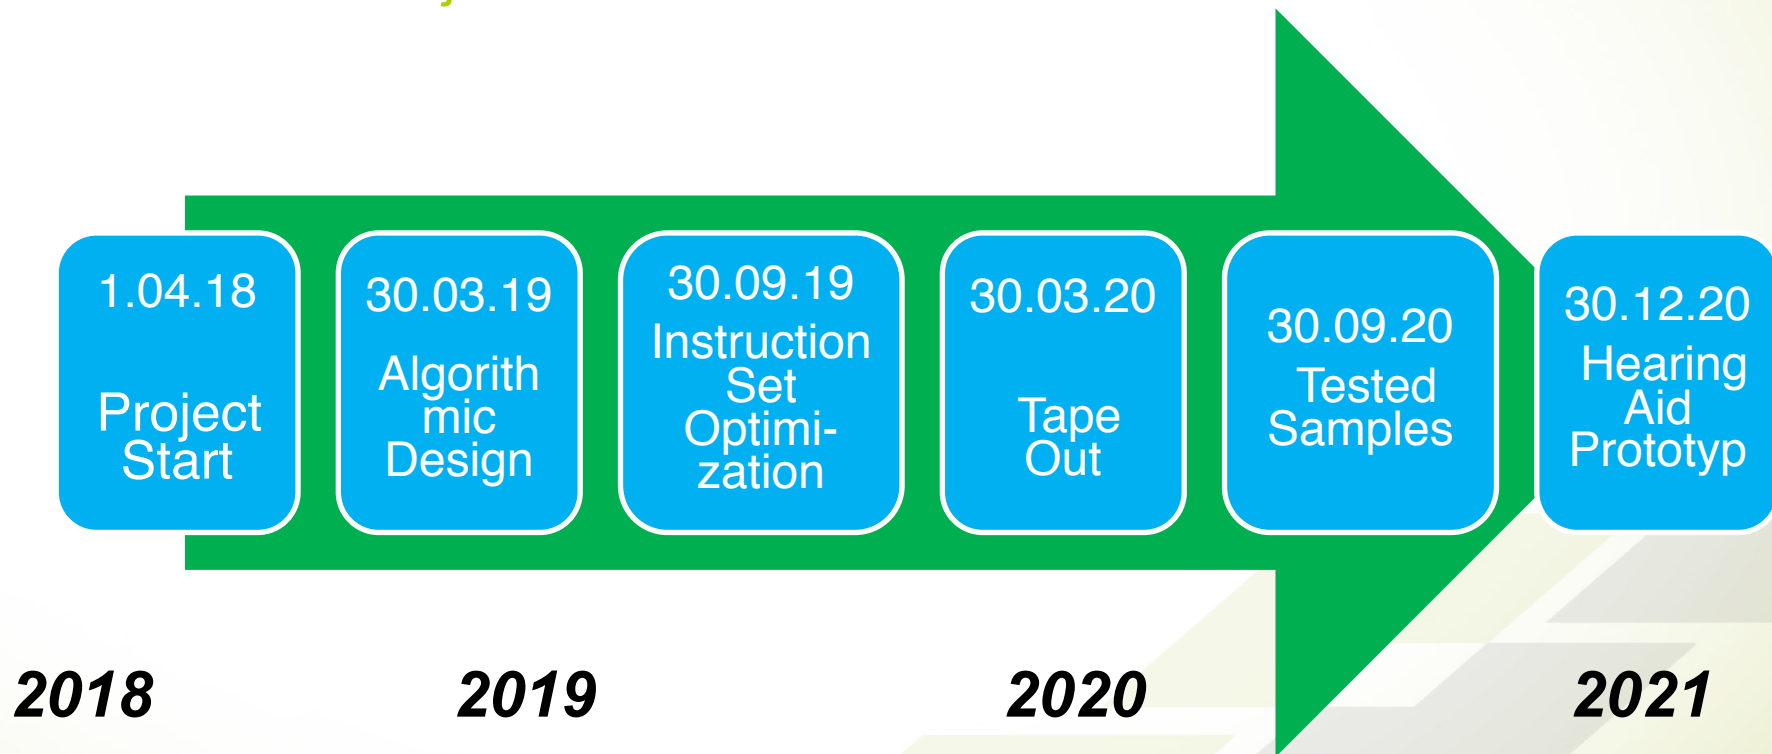 1.04.18
Project
Start
30.03.19
Algorith
mic
Design
30.09.19
Instruction
Set
Optimi-
zation
30.03.20
Tape
Out
30.09.20
Tested
Samples
30.12.20
Hearing
Aid
Prototyp
2018
2019
2020
2021